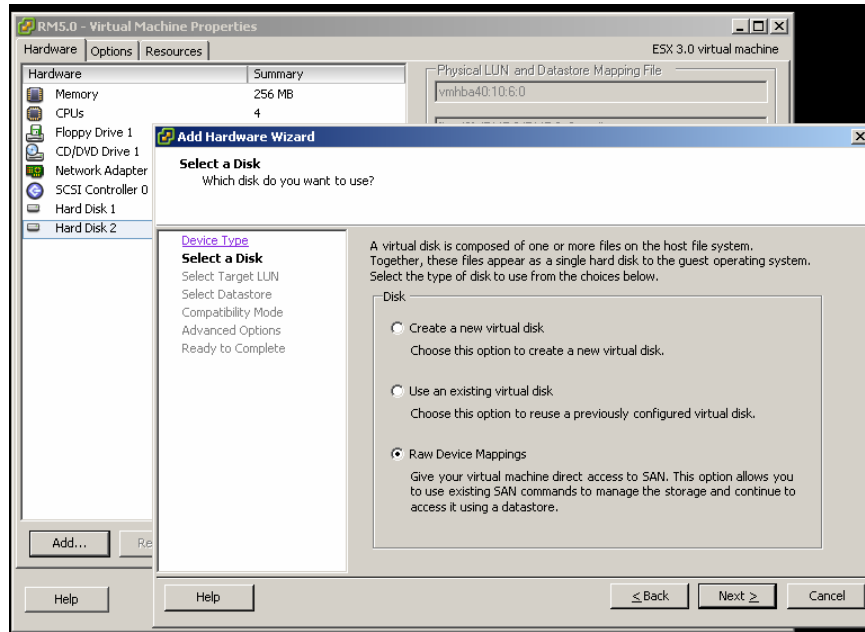 RM5.0 - Virtual Machine Properties
Hardware
Options
Resources
ESX 3.0 virtual machine
Hardware
Summary
Memory
256 MB
CPUs
4
Floppy Drive 1
CD/DVD Drive 1
Network Adapter
SCSI Controller 0
Hard Disk 1
Hard Disk 2
Physical LUN and Datastore Mapping File
vmhba40:10:6:0
Add...
Re
Help
Add Hardware Wizard
Select a Disk
Which disk do you want to use?
Device Type
Select a Disk
Select Target LUN
Select Datastore
Compatibility Mode
Advanced Options
Ready to Complete
A virtual disk is composed of one or more files on the host file system.
Together, these files appear as a single hard disk to the guest operating system.
Select the type of disk to use from the choices below.
Disk
Create a new virtual disk
Choose this option to create a new virtual disk.
Use an existing virtual disk
Choose this option to reuse a previously configured virtual disk.
Raw Device Mappings
Give your virtual machine direct access to SAN. This option allows you
to use existing SAN commands to manage the storage and continue to
access it using a datastore.
Help
< Back
Next >
Cancel